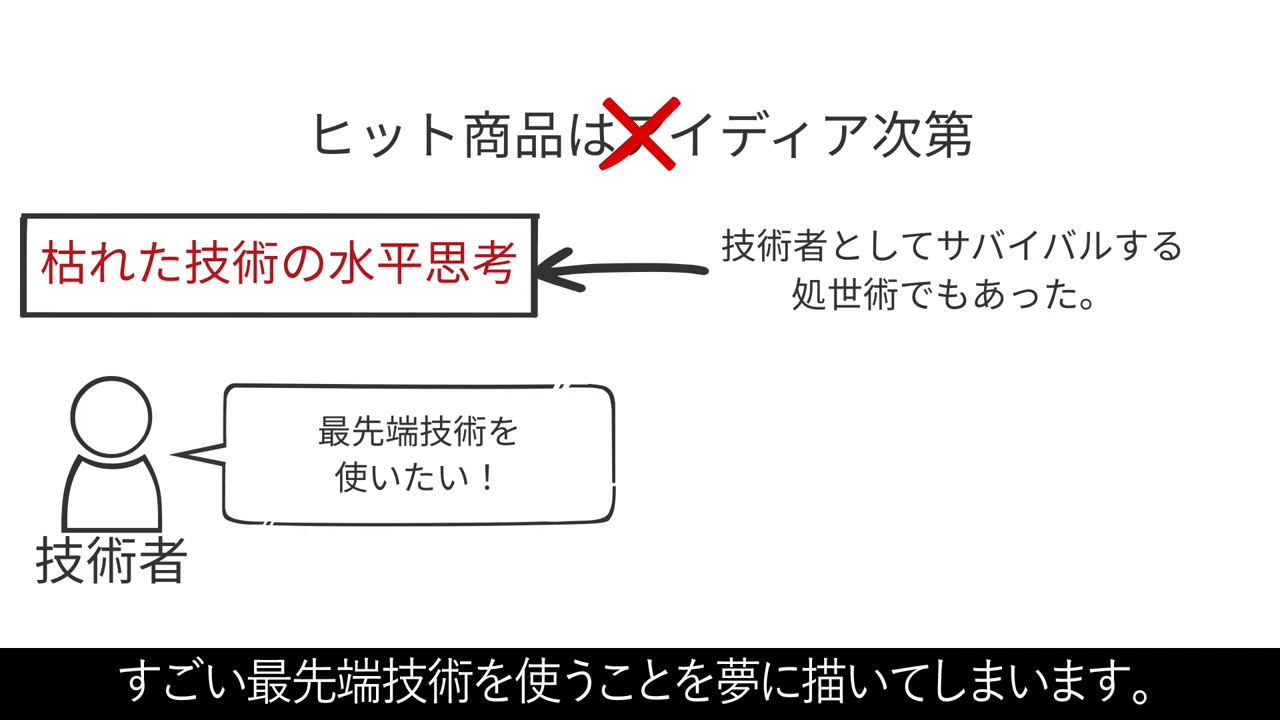 ヒット商品はアイディア次第
枯れた技術の水平思考
技術者としてサバイバルする
処世術でもあった。
最先端技術を
使いたい！
技術者
すごい最先端技術を使うことを夢に描いてしまいます。